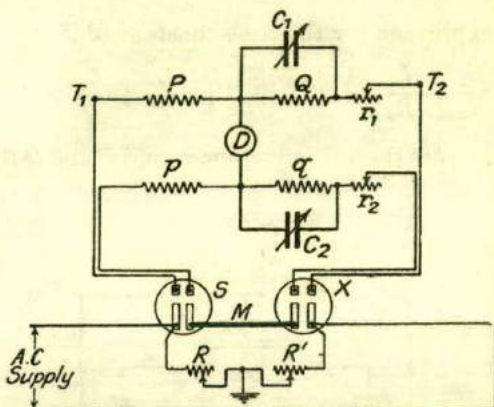 C₁
T₁ P Q T₂
r₁
D
p q
r₂
C₂
S X
M
A.C
Supply
R R'